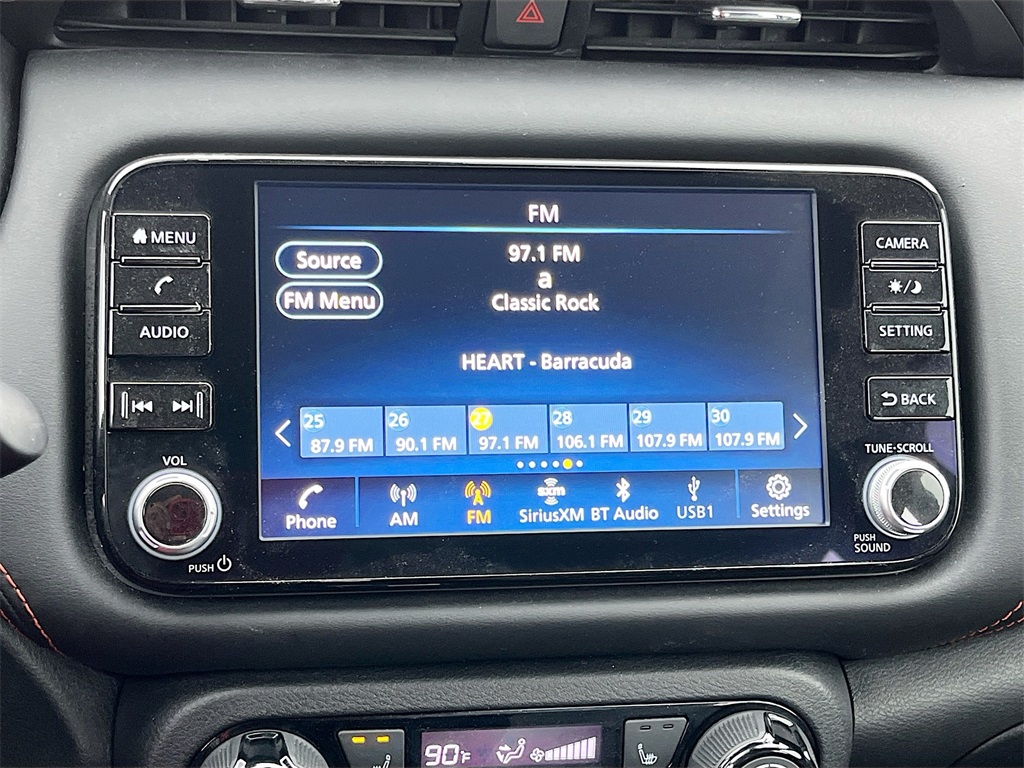 FM
97.1 FM
a
Classic Rock
Source
FM Menu
HEART - Barracuda
25 26 27 28 29 30
87.9 FM 90.1 FM 97.1 FM 106.1 FM 107.9 FM 107.9 FM
Phone AM FM SiriusXM BT Audio USB1 Settings
sxm
MENU
AUDIO
VOL
PUSH
CAMERA
SETTING
BACK
TUNE·SCROLL
PUSH
SOUND
90°F